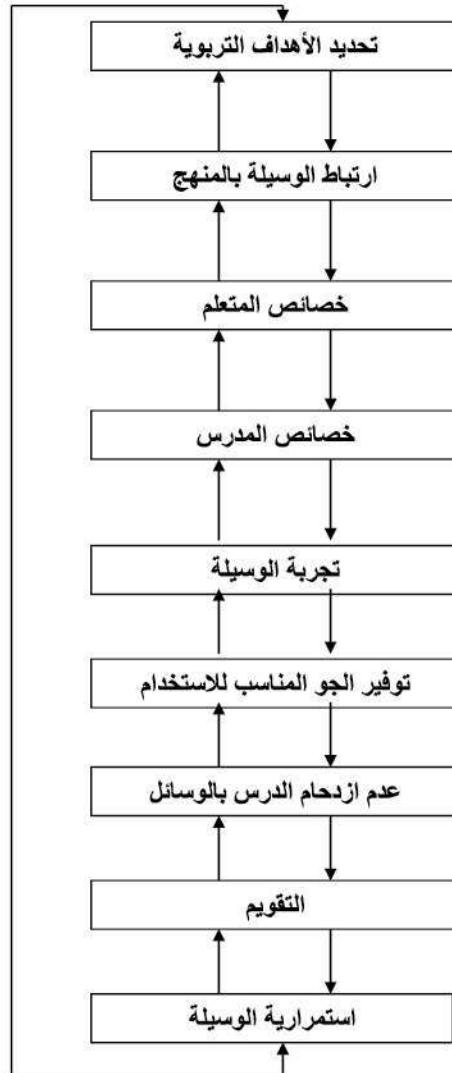 تحديد الأهداف التربوية
ارتباط الوسيلة بالمنهج
خصائص المتعلم
خصائص المدرس
تجربة الوسيلة
توفير الجو المناسب للاستخدام
عدم ازدحام الدرس بالوسائل
التقويم
استمرارية الوسيلة